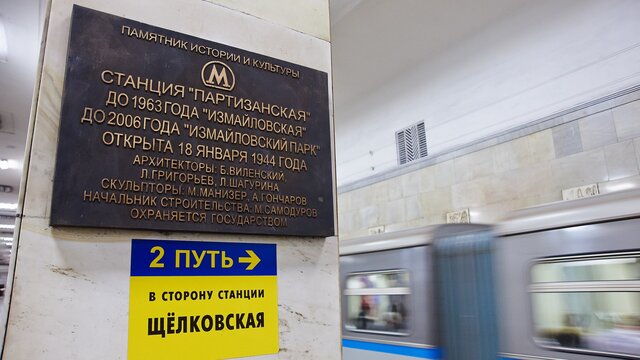 ПАМЯТНИК ИСТОРИИ И КУЛЬТУРЫ
М
СТАНЦИЯ "ПАРТИЗАНСКАЯ"
ДО 1963 ГОДА "ИЗМАЙЛОВСКАЯ"
ДО 2006 ГОДА "ИЗМАЙЛОВСКИЙ ПАРК"
ОТКРЫТА 18 ЯНВАРЯ 1944 ГОДА
АРХИТЕКТОРЫ: Б.ВИЛЕНСКИЙ,
Л.ГРИГОРЬЕВ, Л.ШАГУРИНА
СКУЛЬПТОРЫ: М.МАНИЗЕР, А.ГОНЧАРОВ
НАЧАЛЬНИК СТРОИТЕЛЬСТВА: М.САМОДУРОВ
ОХРАНЯЕТСЯ ГОСУДАРСТВОМ
2 ПУТЬ →
В СТОРОНУ СТАНЦИИ
ЩЁЛКОВСКАЯ